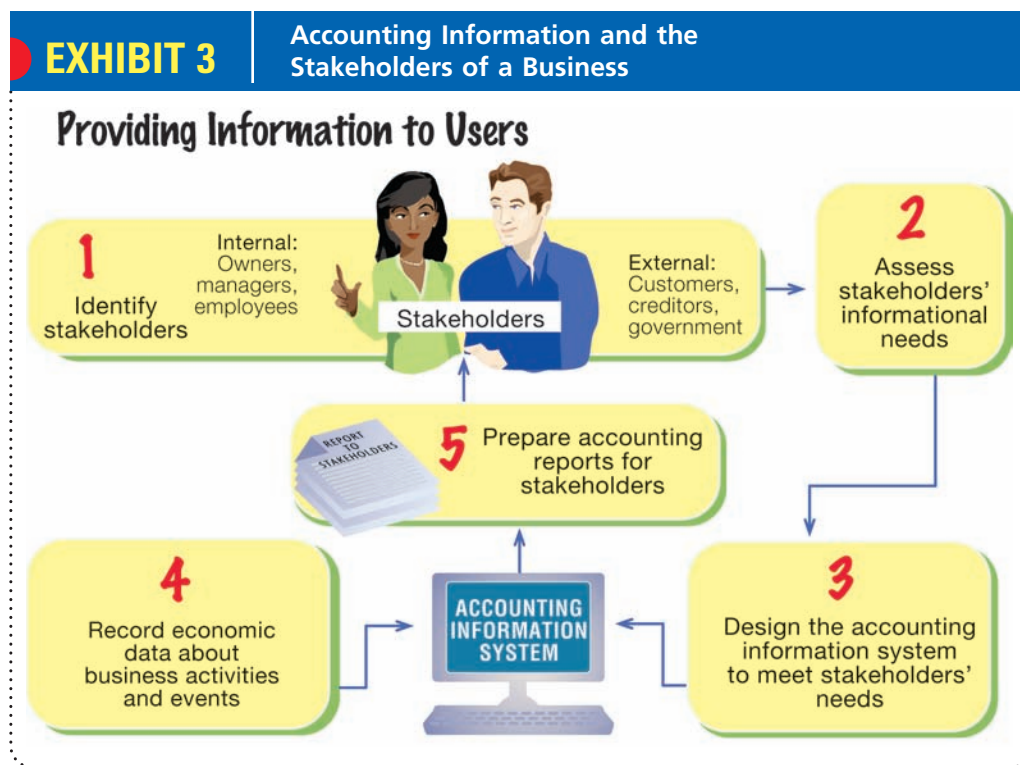 EXHIBIT 3
Accounting Information and the
Stakeholders of a Business
Providing Information to Users
1
Identify
stakeholders
Internal:
Owners,
managers,
employees
Stakeholders
External:
Customers,
creditors,
government
2
Assess
stakeholders'
informational
needs
3
Design the accounting
information system
to meet stakeholders'
needs
4
Record economic
data about
business activities
and events
ACCOUNTING
INFORMATION
SYSTEM
REPORT
TO
STAKEHOLDERS
5
Prepare accounting
reports for
stakeholders